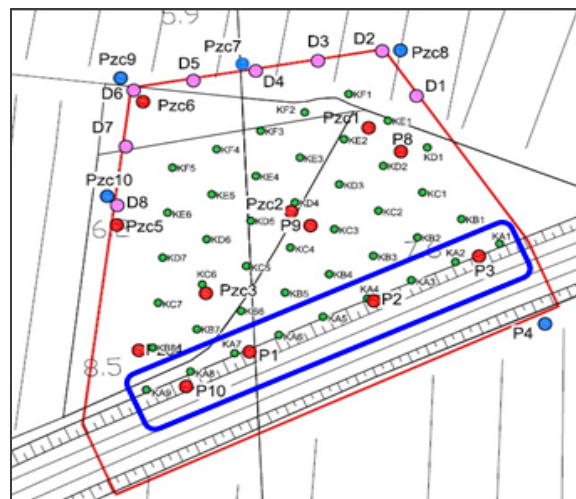 5.9
Pzc7
D2
Pzc8
D3
Pzc9
D4
D5
D6
D1
KF1
Pzc6
KF2
Pzc1
KE1
D7
KF3
KE2
P8
KD1
KF4
KE3
KD2
KF5
KE4
KD3
KC1
Pzc10
KE5
Pzc2
KD4
KC2
D8
KE6
KD5
P9
KC3
KB1
Pzc5
KD6
KC4
KB2
KA1
KD7
KC5
KB3
KA2
P3
KC6
KB4
KA3
Pzc3
KB5
KA4
P2
KC7
KA5
P4
KB7
KA6
KA7
P1
8.5
KA8
KA9
P10